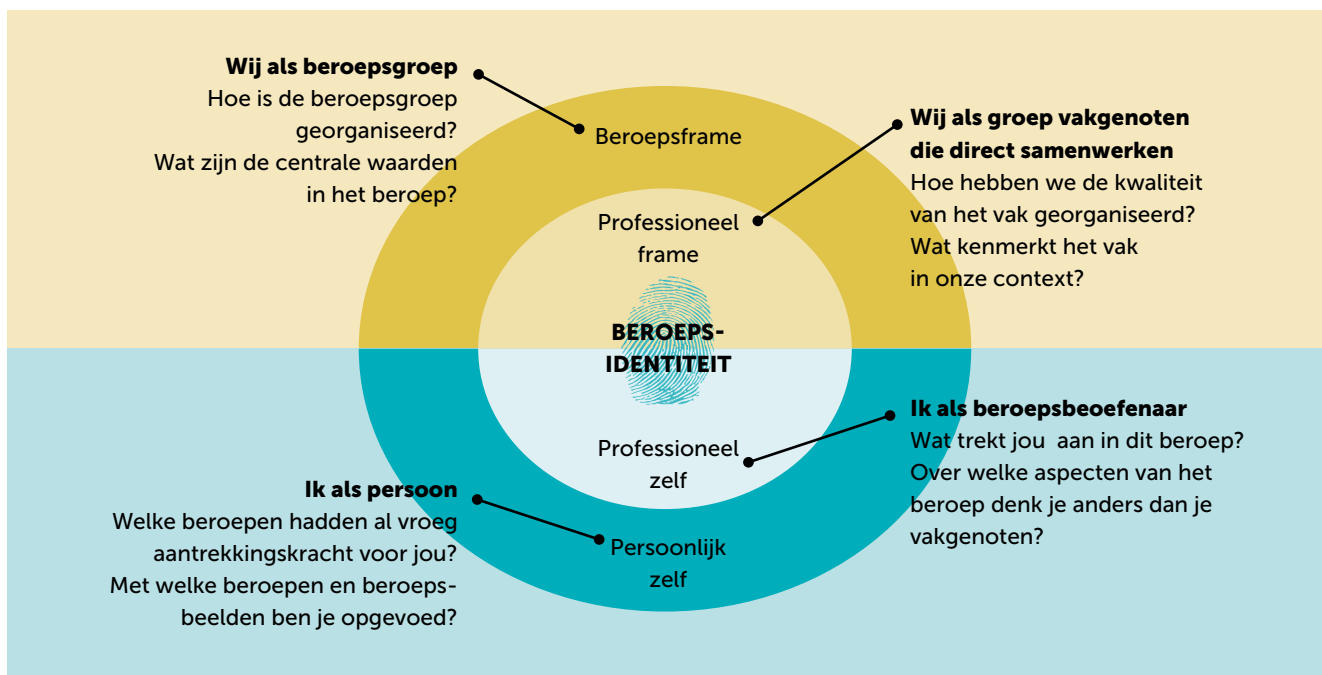 Wij als beroepsgroep
Hoe is de beroepsgroep
georganiseerd?
Wat zijn de centrale waarden
in het beroep?
Beroepsframe
Wij als groep vakgenoten
die direct samenwerken
Hoe hebben we de kwaliteit
van het vak georganiseerd?
Wat kenmerkt het vak
in onze context?
Professioneel
frame
BEROEPS-
IDENTITEIT
Professioneel
zelf
Ik als beroepsbeoefenaar
Wat trekt jou aan in dit beroep?
Over welke aspecten van het
beroep denk je anders dan je
vakgenoten?
Ik als persoon
Welke beroepen hadden al vroeg
aantrekkingskracht voor jou?
Met welke beroepen en beroeps-
beelden ben je opgevoed?
Persoonlijk
zelf